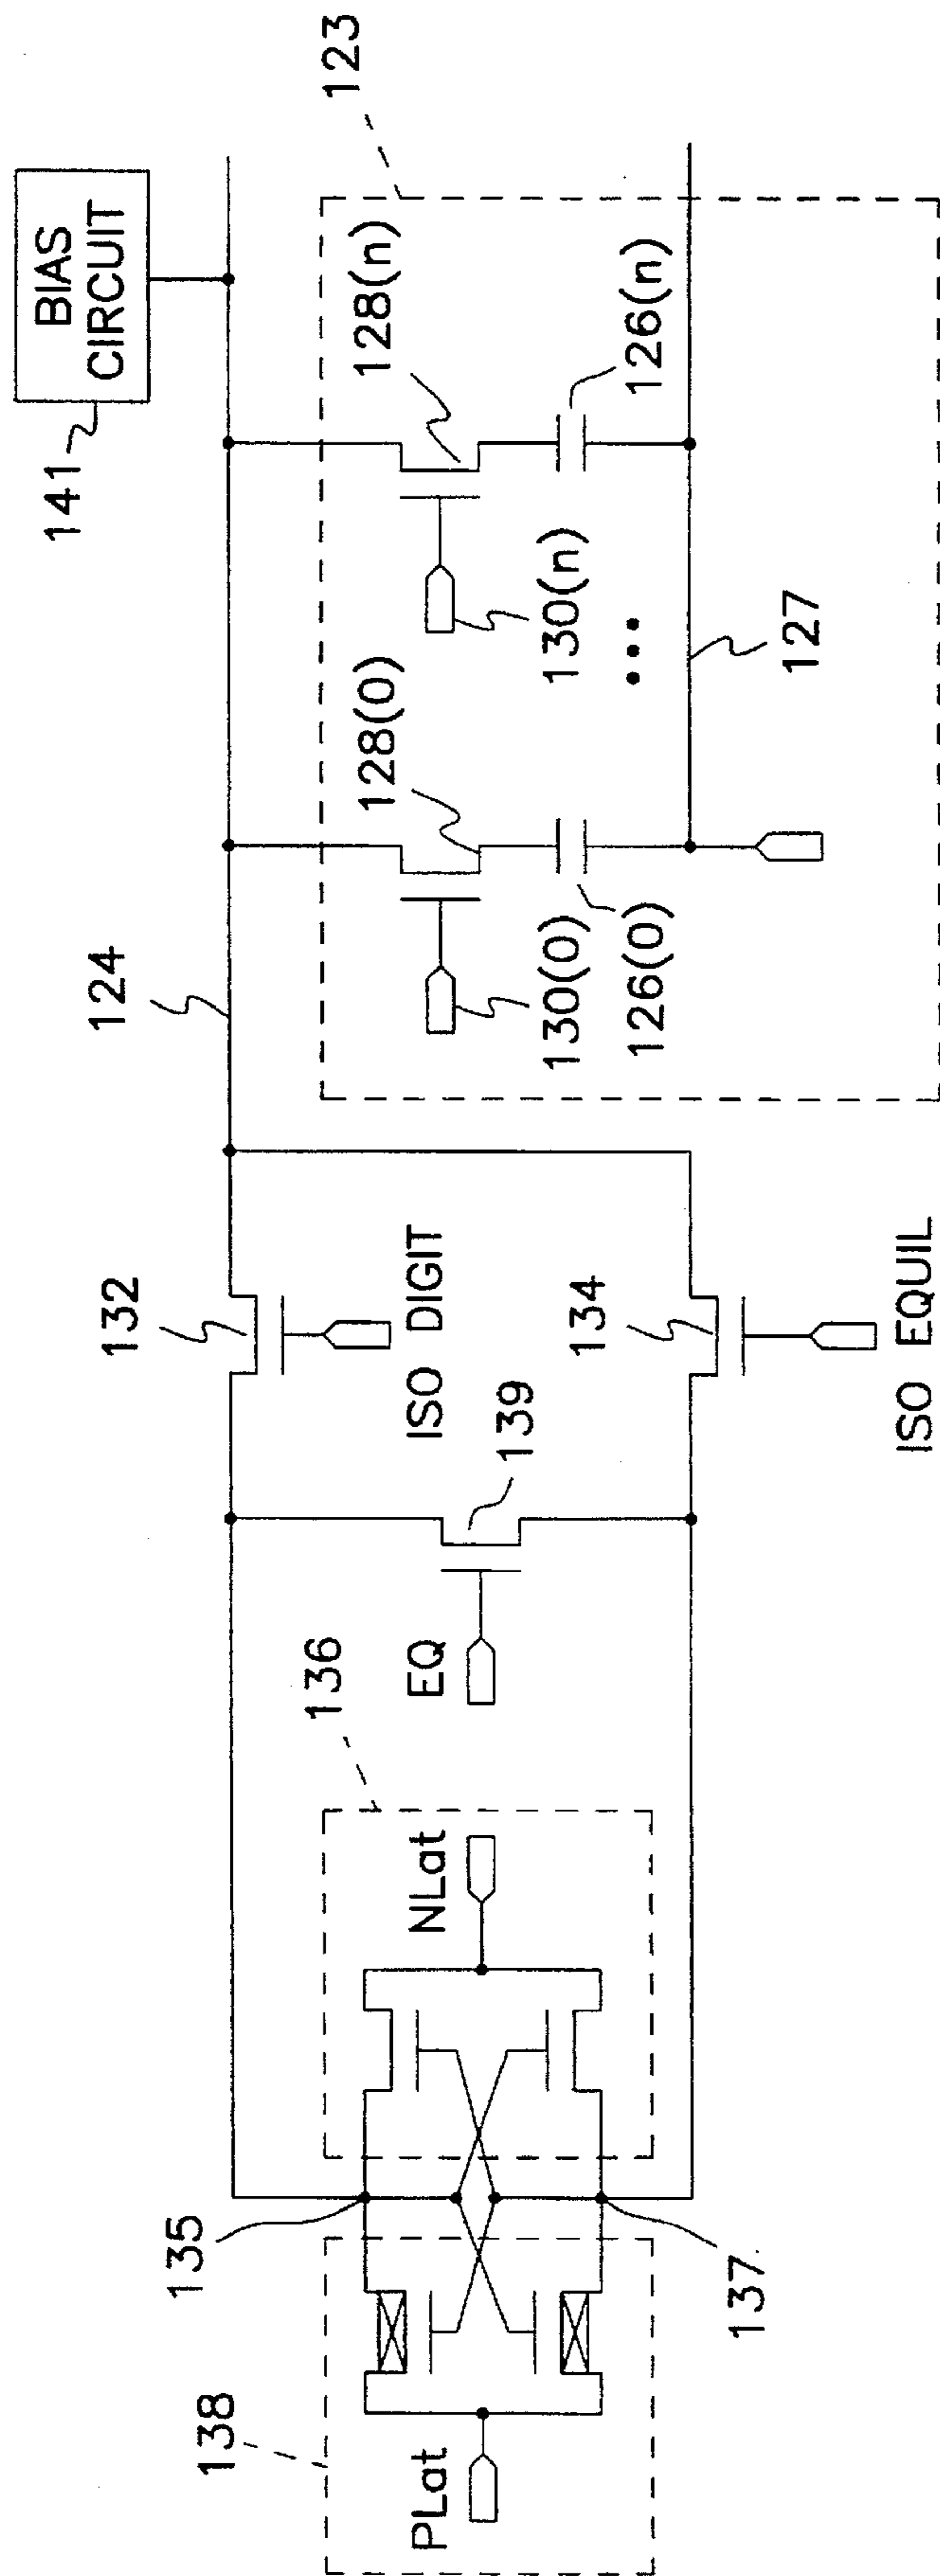 141
BIAS
CIRCUIT
123
124
128(0)
128(n)
130(0)
130(n)
126(0)
126(n)
127
132
ISO DIGIT
134
ISO EQUIL
139
EQ
136
NLat
135
137
138
PLat